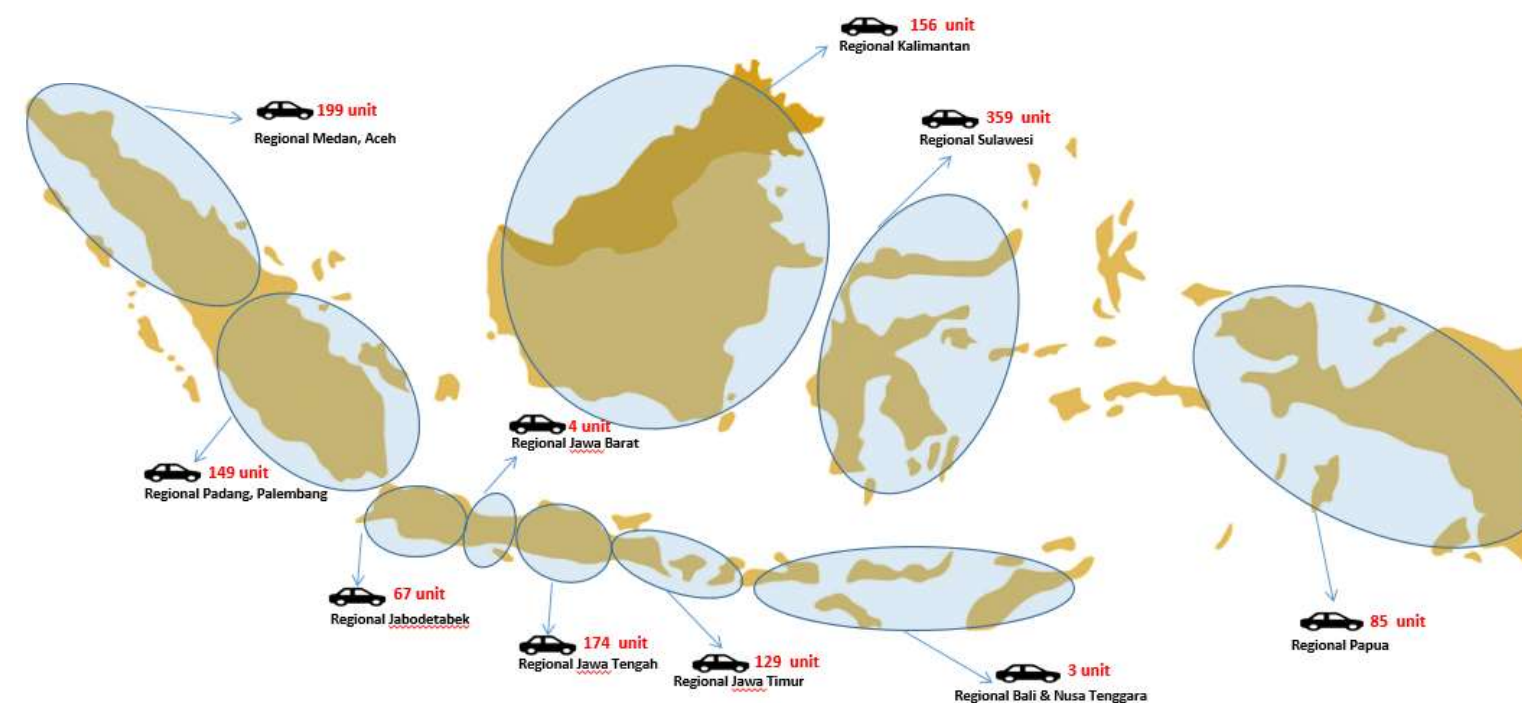 156 unit
Regional Kalimantan
199 unit
Regional Medan, Aceh
359 unit
Regional Sulawesi
4 unit
Regional Jawa Barat
149 unit
Regional Padang, Palembang
67 unit
Regional Jabodetabek
174 unit
Regional Jawa Tengah
129 unit
Regional Jawa Timur
3 unit
Regional Bali & Nusa Tenggara
85 unit
Regional Papua